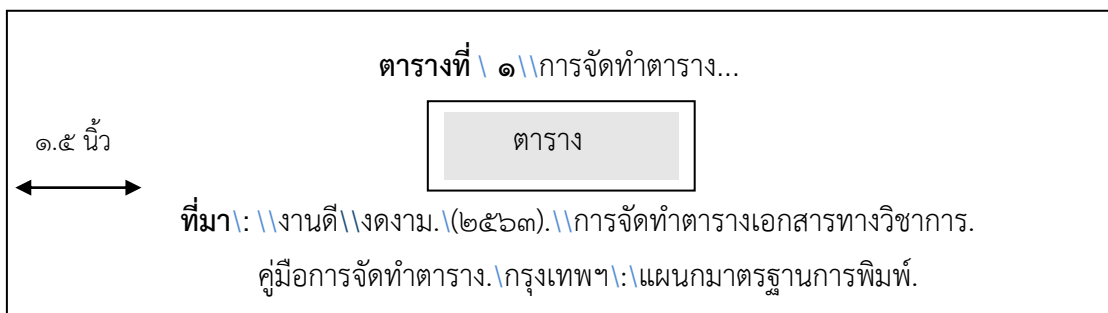 ตารางที่ \ ๑\\การจัดทำตาราง...
ตาราง
๑.๕ นิ้ว
ที่มา\: \\งานดี\\งดงาม.\(๒๕๖๓).\\การจัดทำตารางเอกสารทางวิชาการ.
คู่มือการจัดทำตาราง.\กรุงเทพฯ\:\แผนกมาตรฐานการพิมพ์.